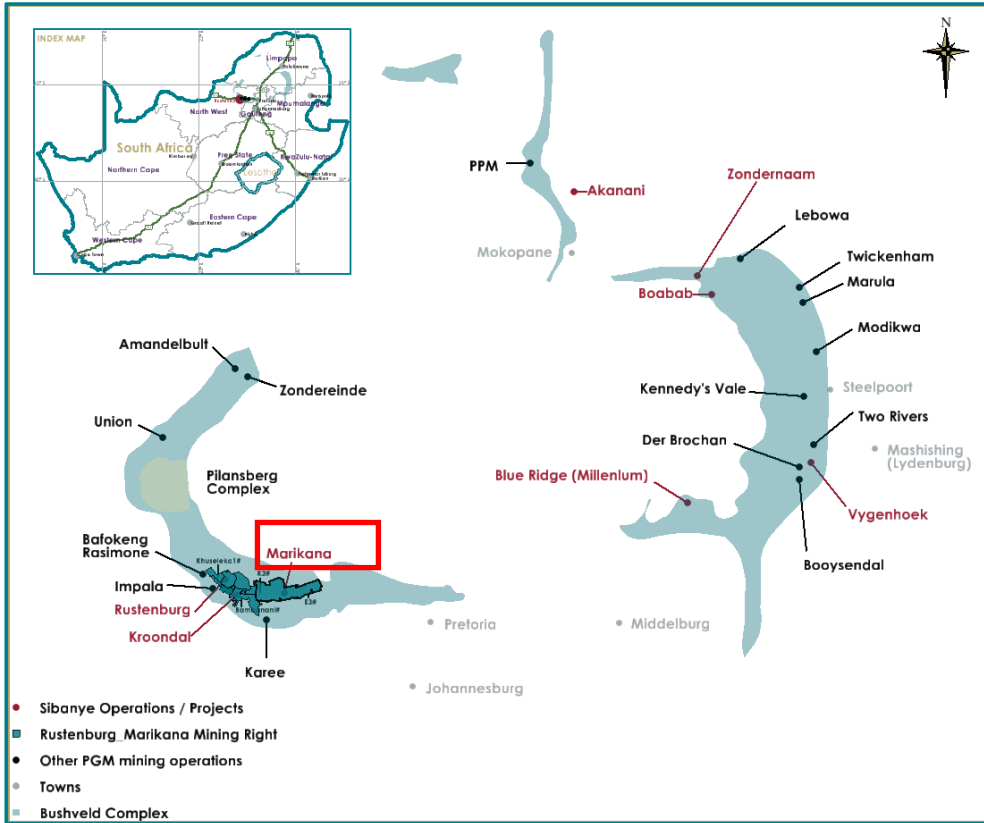 INDEX MAP
Limpopo
North West
Mpumalanga
Gauteng
South Africa
Free State
KwaZulu-Natal
Lesotho
Northern Cape
Eastern Cape
Western Cape
N
PPM
Akanani
Mokopane
Zondernaam
Lebowa
Twickenham
Boabab
Marula
Modikwa
Kennedy's Vale
Steelpoort
Two Rivers
Der Brochan
Mashishing
(Lydenburg)
Blue Ridge (Millenlum)
Vygenhoek
Booysendal
Middelburg
Amandelbult
Zondereinde
Union
Pilansberg
Complex
Bafokeng
Rasimone
Khuseleka1#
K3#
Marikana
Impala
Rustenburg
E3#
Kroondal
Karee
Pretoria
Johannesburg
Sibanye Operations / Projects
Rustenburg_Marikana Mining Right
Other PGM mining operations
Towns
Bushveld Complex